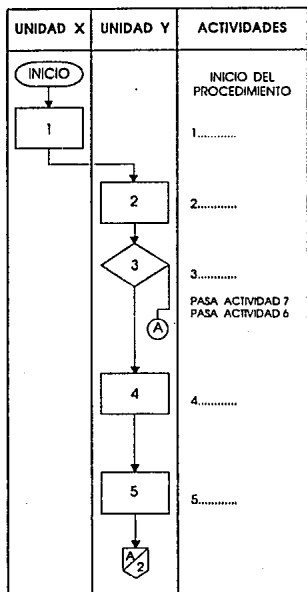 UNIDAD X UNIDAD Y ACTIVIDADES
INICIO
INICIO DEL
PROCEDIMIENTO
1
1...........
2
2............
3
3............
PASA ACTIVIDAD 7
PASA ACTIVIDAD 6
A
4
4............
5
5............
A/2